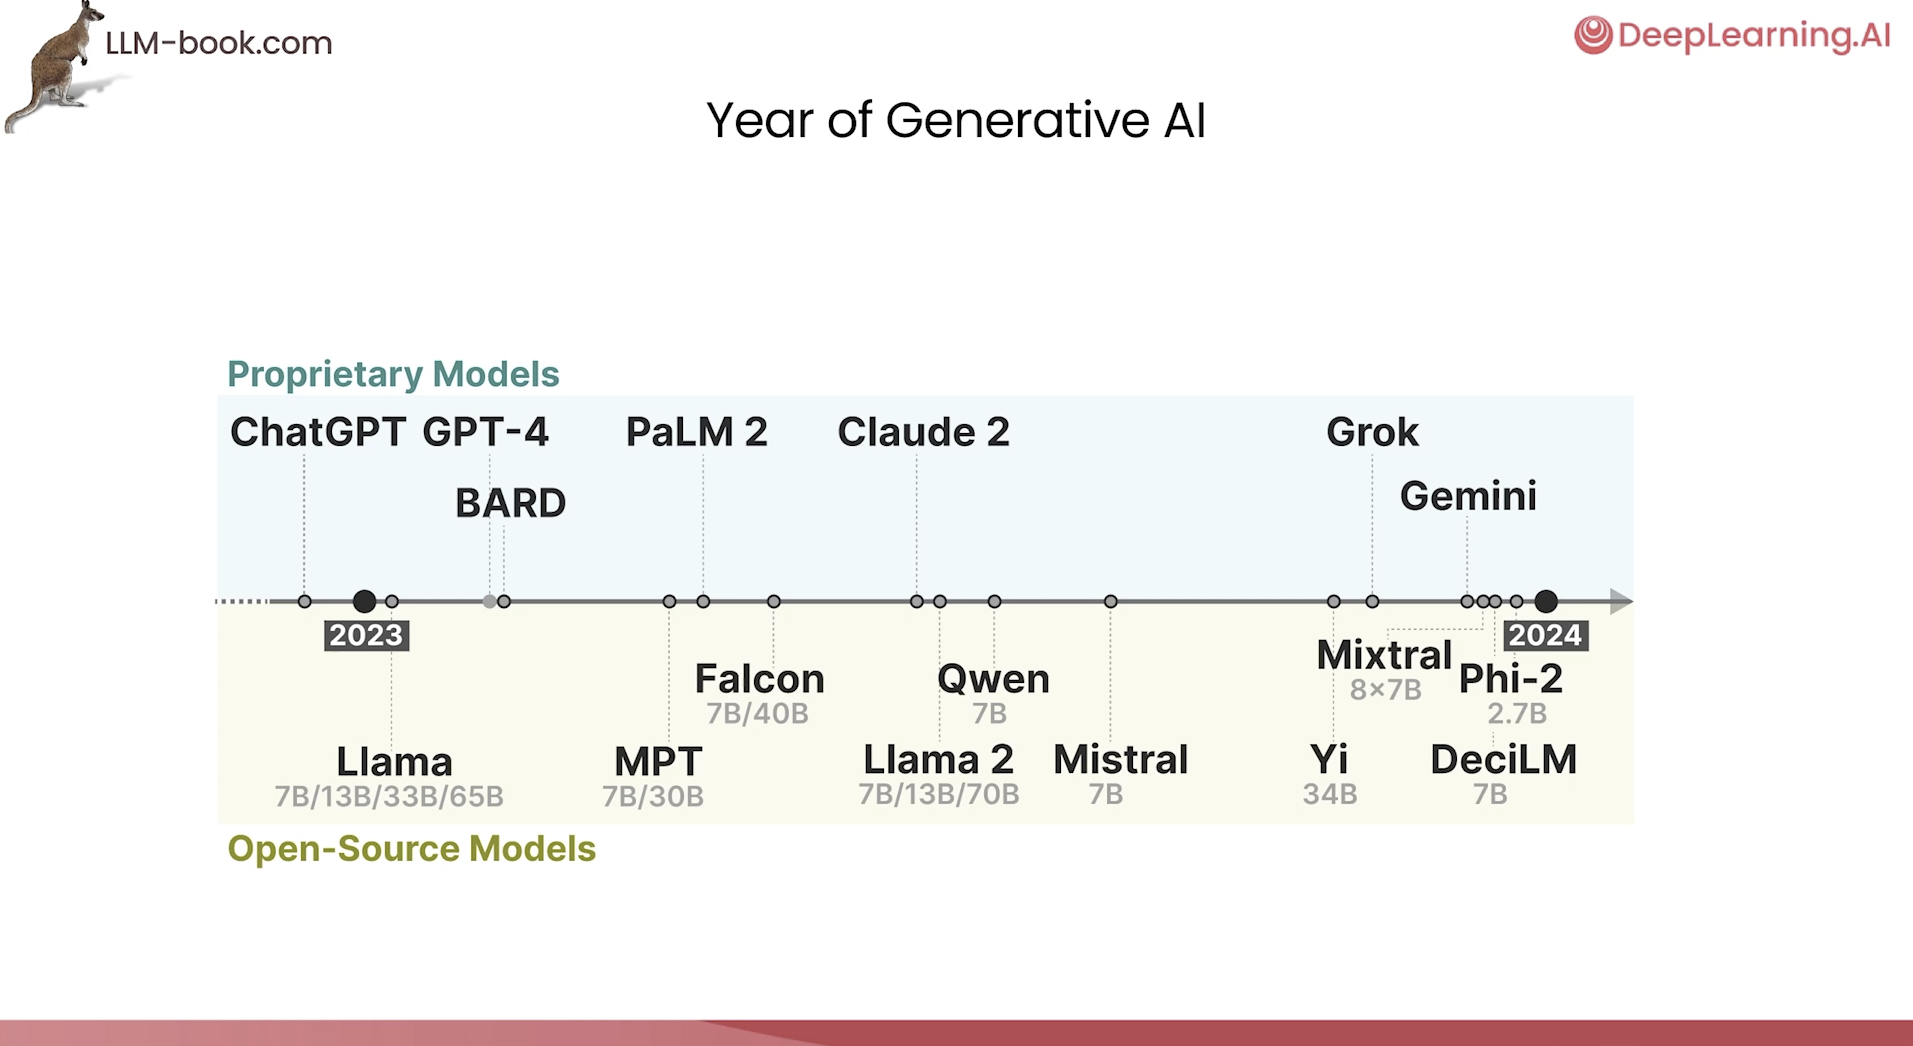 LLM-book.com
DeepLearning.AI
Year of Generative AI
Proprietary Models
ChatGPT GPT-4 PaLM 2 Claude 2 Grok
BARD Gemini
2023 2024
Mixtral
8×7B
Falcon Qwen Phi-2
7B/40B 7B 2.7B
Llama MPT Llama 2 Mistral Yi DeciLM
7B/13B/33B/65B 7B/30B 7B/13B/70B 7B 34B 7B
Open-Source Models